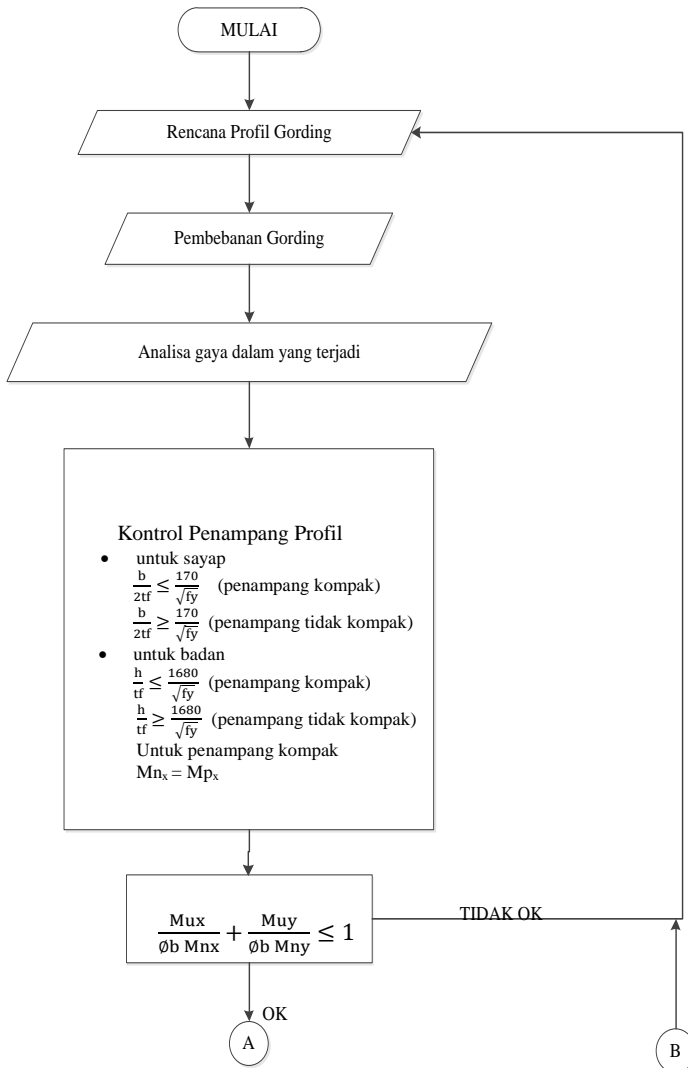 MULAI
Rencana Profil Gording
Pembebanan Gording
Analisa gaya dalam yang terjadi
Kontrol Penampang Profil
• untuk sayap
b/2tf ≤ 170/√fy (penampang kompak)
b/2tf ≥ 170/√fy (penampang tidak kompak)
• untuk badan
h/tf ≤ 1680/√fy (penampang kompak)
h/tf ≥ 1680/√fy (penampang tidak kompak)
Untuk penampang kompak
Mnₓ = Mpₓ
Mux/Øb Mnx + Muy/Øb Mny ≤ 1
TIDAK OK
OK
A
B